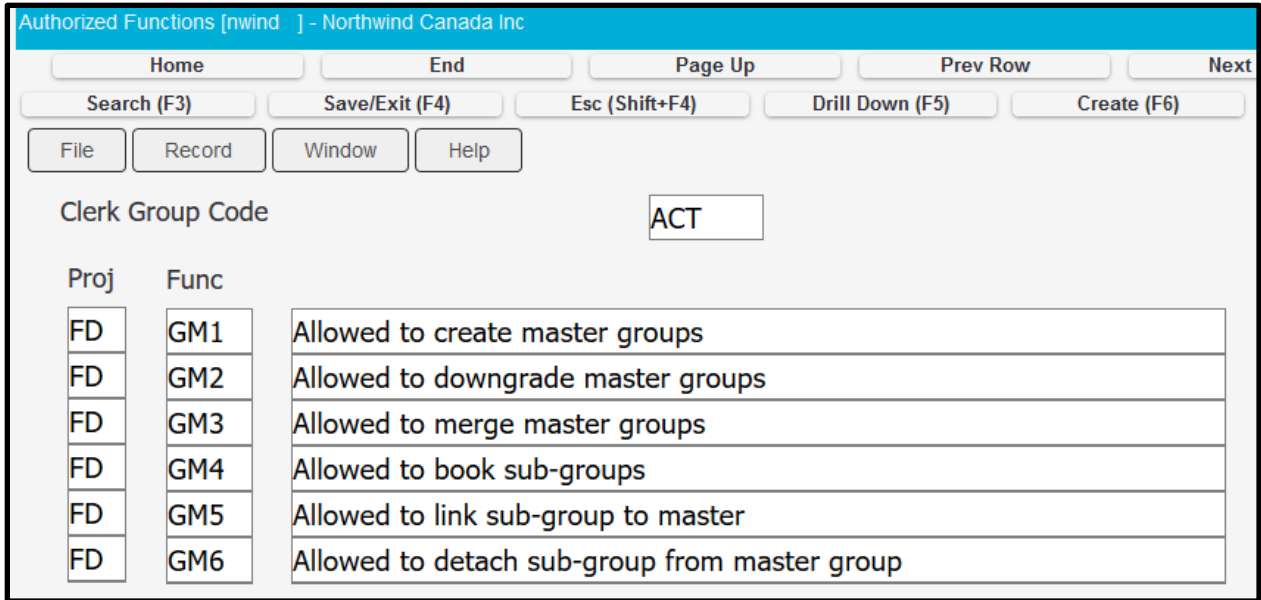 Authorized Functions [nwind ] - Northwind Canada Inc
Home End Page Up Prev Row Next
Search (F3) Save/Exit (F4) Esc (Shift+F4) Drill Down (F5) Create (F6)
File Record Window Help
Clerk Group Code ACT
Proj Func
FD GM1 Allowed to create master groups
FD GM2 Allowed to downgrade master groups
FD GM3 Allowed to merge master groups
FD GM4 Allowed to book sub-groups
FD GM5 Allowed to link sub-group to master
FD GM6 Allowed to detach sub-group from master group